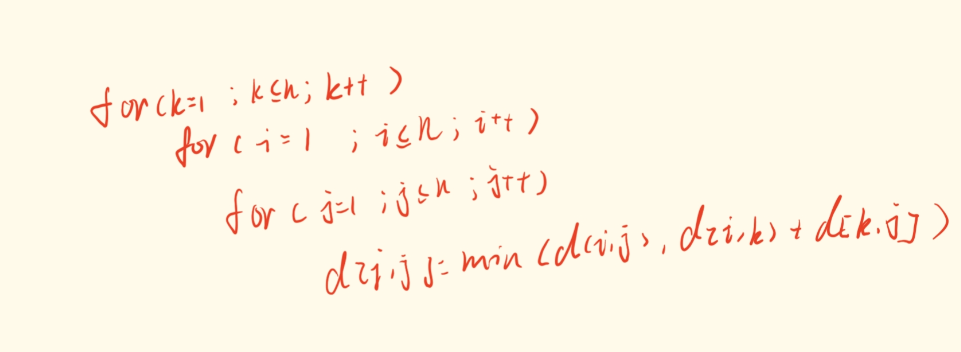 for(k=1 ; k≤n; k++ )
for ( i=1 ; i≤n ; i++ )
for ( j=1 ; j≤n ; j++)
d[i,j]=min (d(i,j), d[i,k) + d[k,j] )